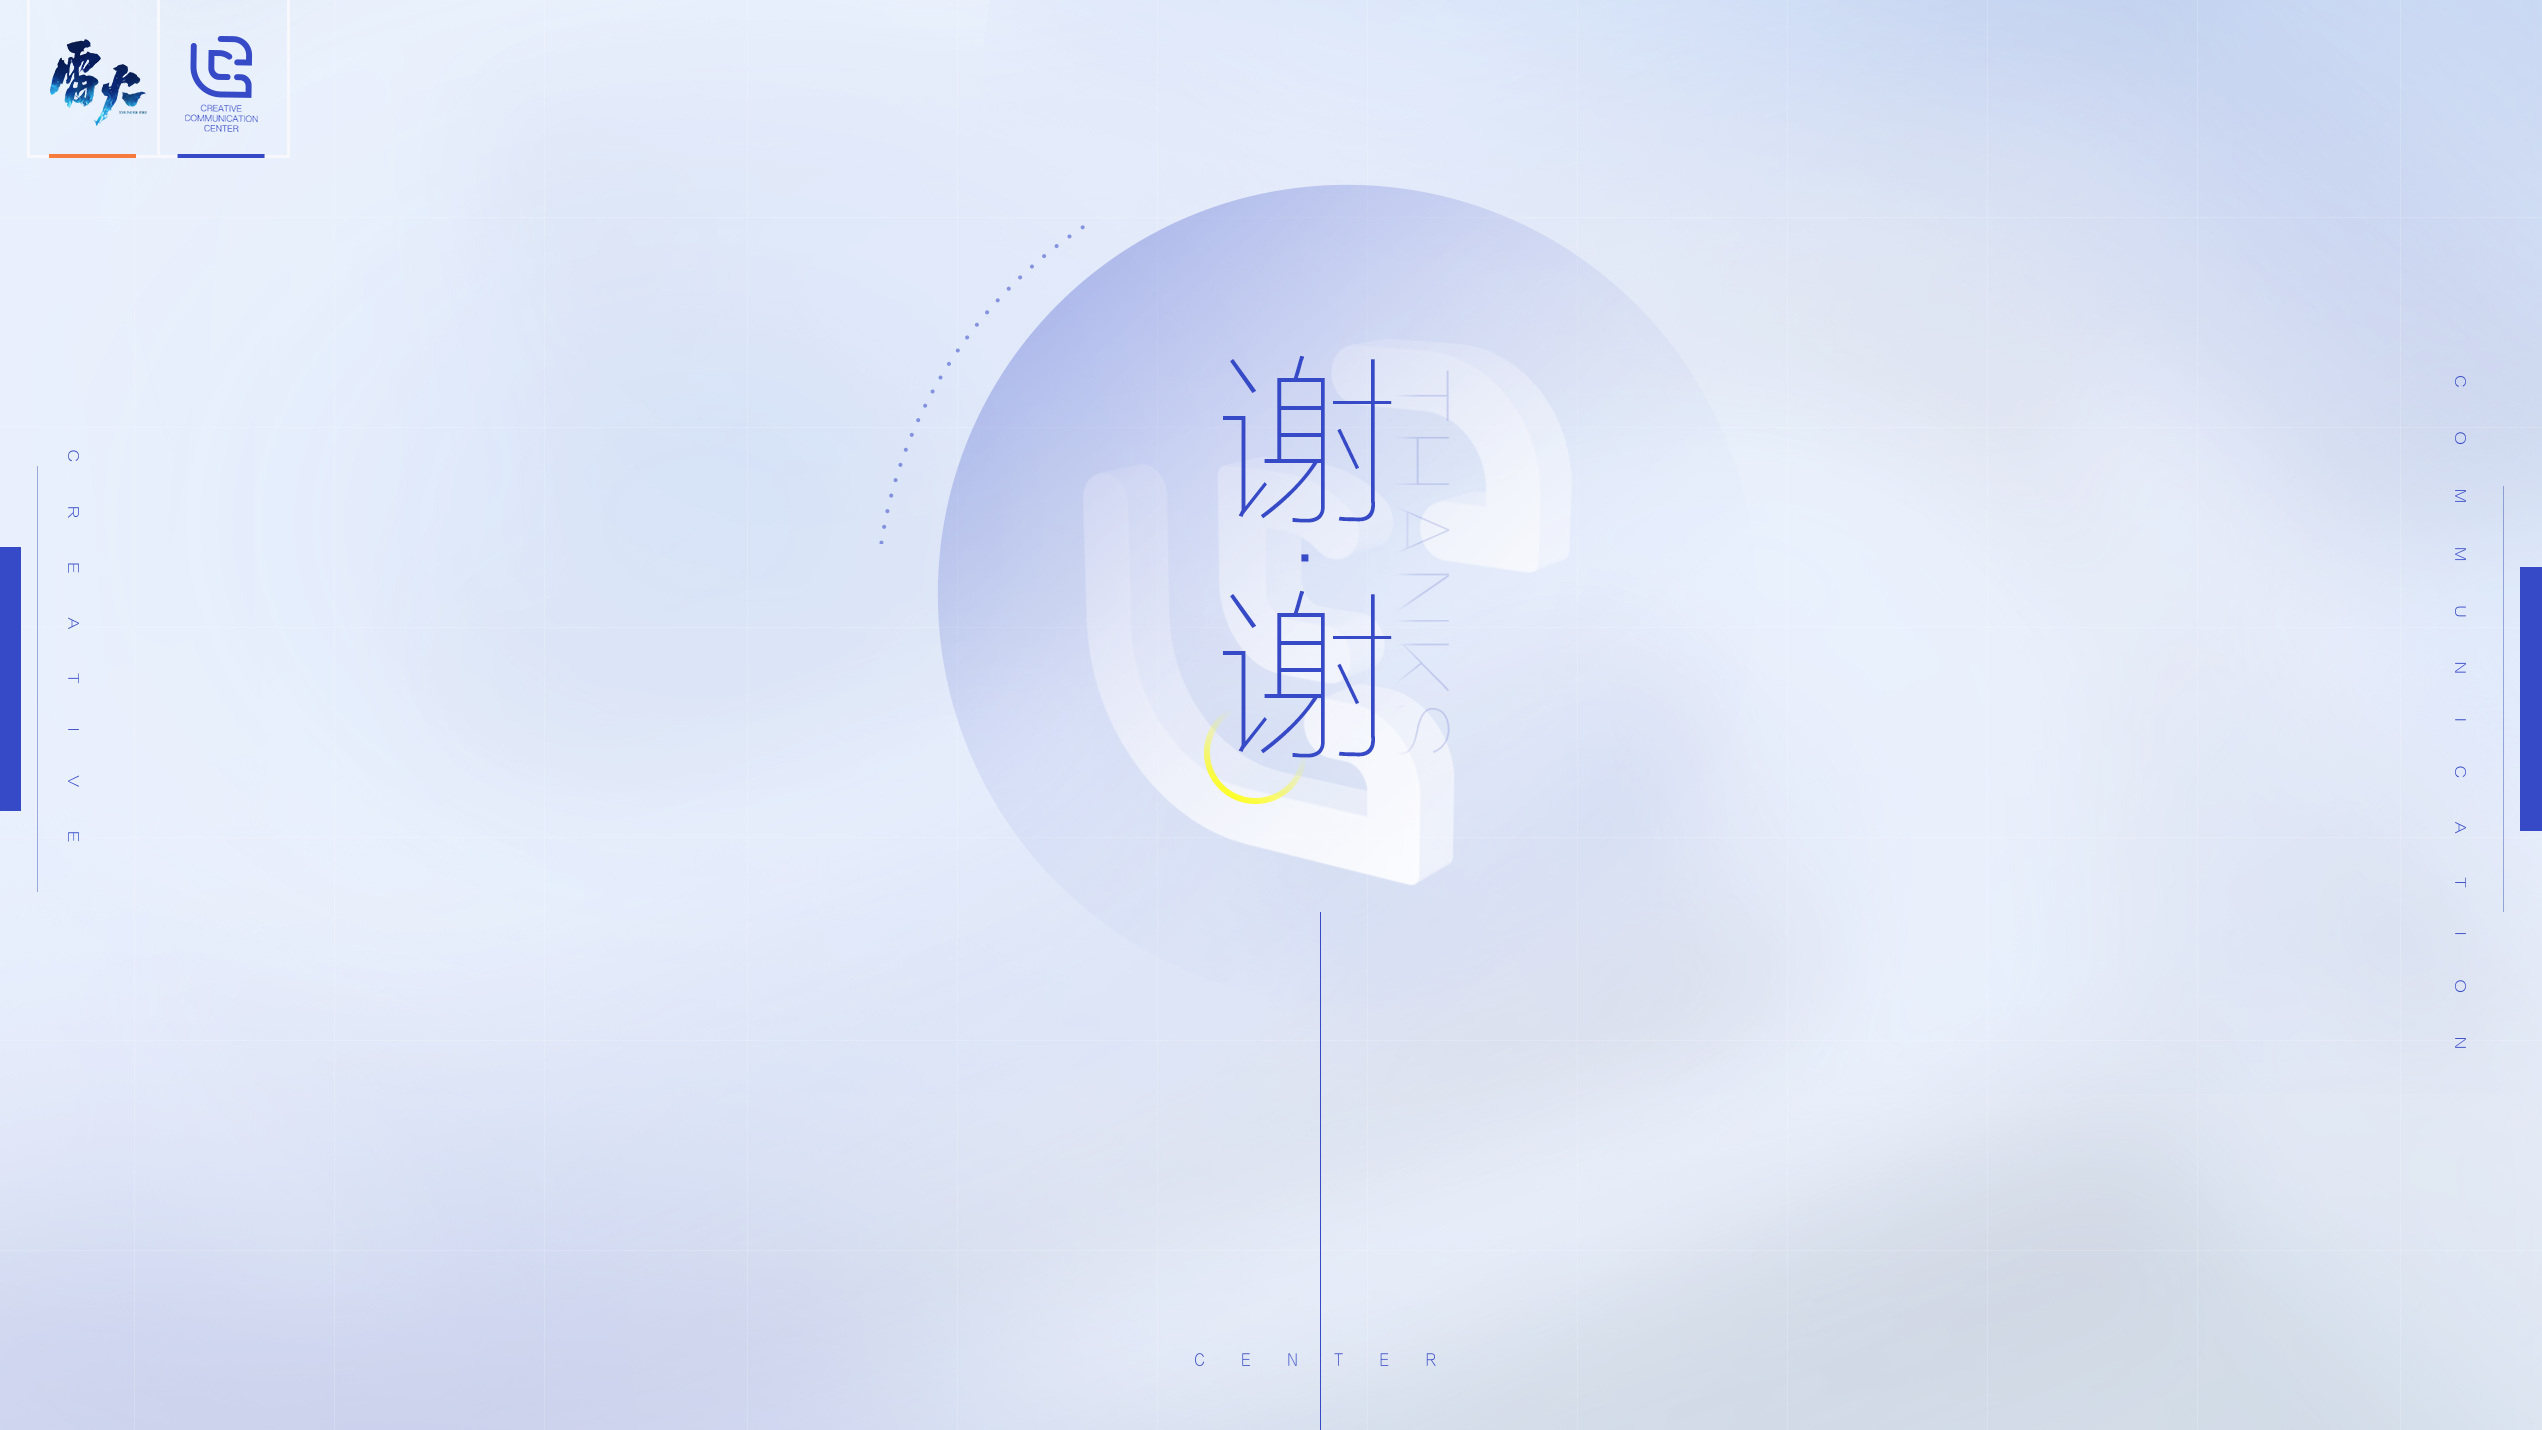 雷火
CREATIVE
COMMUNICATION
CENTER
谢·谢
THANKS
CREATIVE
COMMUNICATION
CENTER